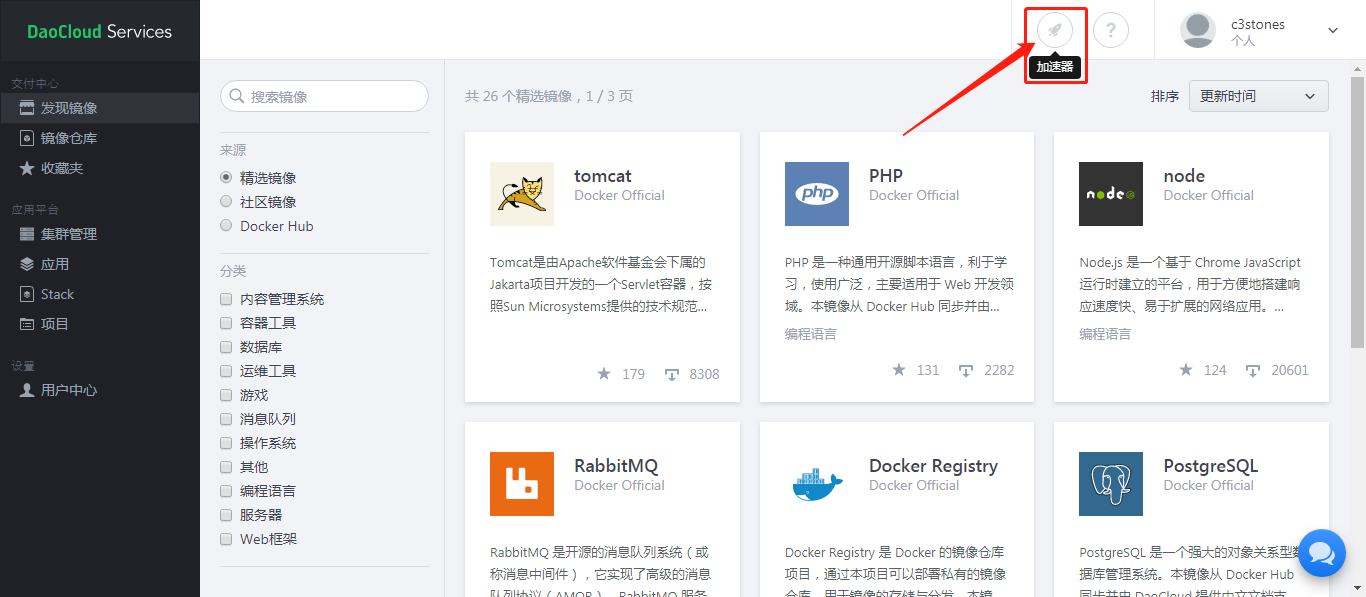 DaoCloud Services
?
c3stones
个人
加速器
交付中心
发现镜像
镜像仓库
收藏夹
应用平台
集群管理
应用
Stack
项目
设置
用户中心
搜索镜像
来源
精选镜像
社区镜像
Docker Hub
分类
内容管理系统
容器工具
数据库
运维工具
游戏
消息队列
操作系统
其他
编程语言
服务器
Web框架
共 26 个精选镜像，1 / 3 页
排序
更新时间
tomcat
Docker Official
Tomcat是由Apache软件基金会下属的
Jakarta项目开发的一个Servlet容器，按
照Sun Microsystems提供的技术规范...
179
8308
PHP
php
Docker Official
PHP 是一种通用开源脚本语言，利于学
习，使用广泛，主要适用于 Web 开发领
域。本镜像从 Docker Hub 同步并由...
编程语言
131
2282
node
node
Docker Official
Node.js 是一个基于 Chrome JavaScript
运行时建立的平台，用于方便地搭建响
应速度快、易于扩展的网络应用。...
编程语言
124
20601
RabbitMQ
Docker Official
RabbitMQ 是开源的消息队列系统（或
称消息中间件），它实现了高级的消息
队列协议（AMQP），RabbitMQ 服务
Docker Registry
Docker Official
Docker Registry 是 Docker 的镜像仓库
项目，通过本项目可以部署私有的镜像
仓库，用于镜像的存储与分发。本镜
PostgreSQL
Docker Official
PostgreSQL 是一个强大的对象关系型数
据库管理系统。本镜像从 Docker Hub
同步并由 DaoCloud 提供中文文档支